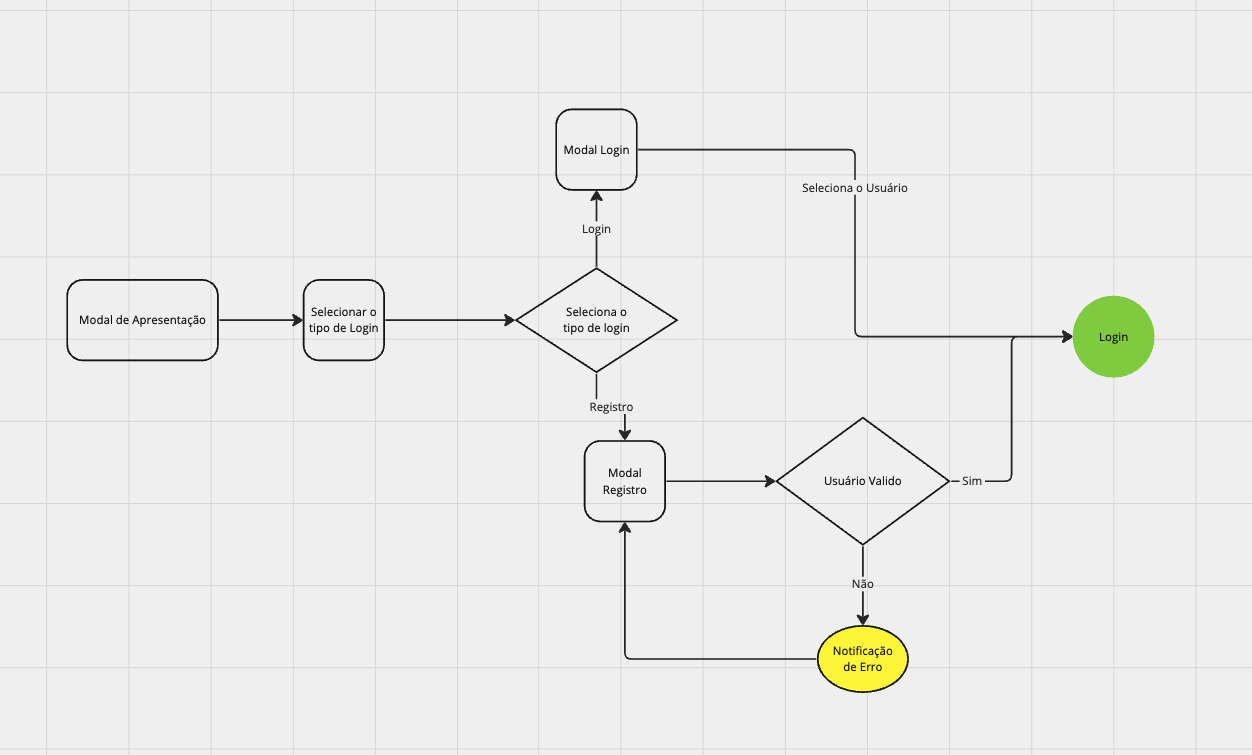 Modal Login
Seleciona o Usuário
Login
Modal de Apresentação
Selecionar o
tipo de Login
Seleciona o
tipo de login
Login
Registro
Modal
Registro
Usuário Valido
Sim
Não
Notificação
de Erro